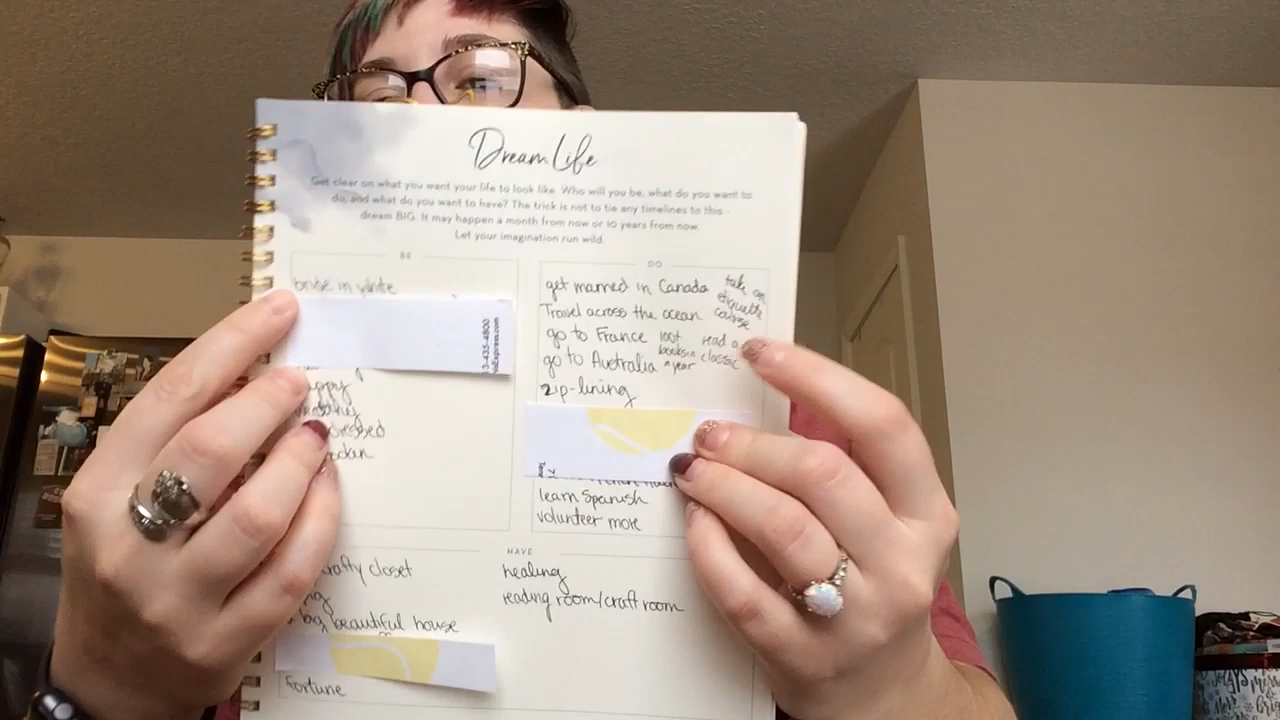 Dream Life
Get clear on what you want your life to look like. Who will you be, what do you want to
do, and what do you want to have? The trick is not to tie any timelines to this -
dream BIG. It may happen a month from now or 10 years from now.
Let your imagination run wild.
BE
bride in white
3-435-4800
DO
get married in Canada
Travel across the ocean
go to France
go to Australia
zip-lining
take an
etiquette
course
100+
books in
a year
read a
classic
learn Spanish
volunteer more
HAVE
crafty closet
big beautiful house
fortune
healing
reading room/craft room